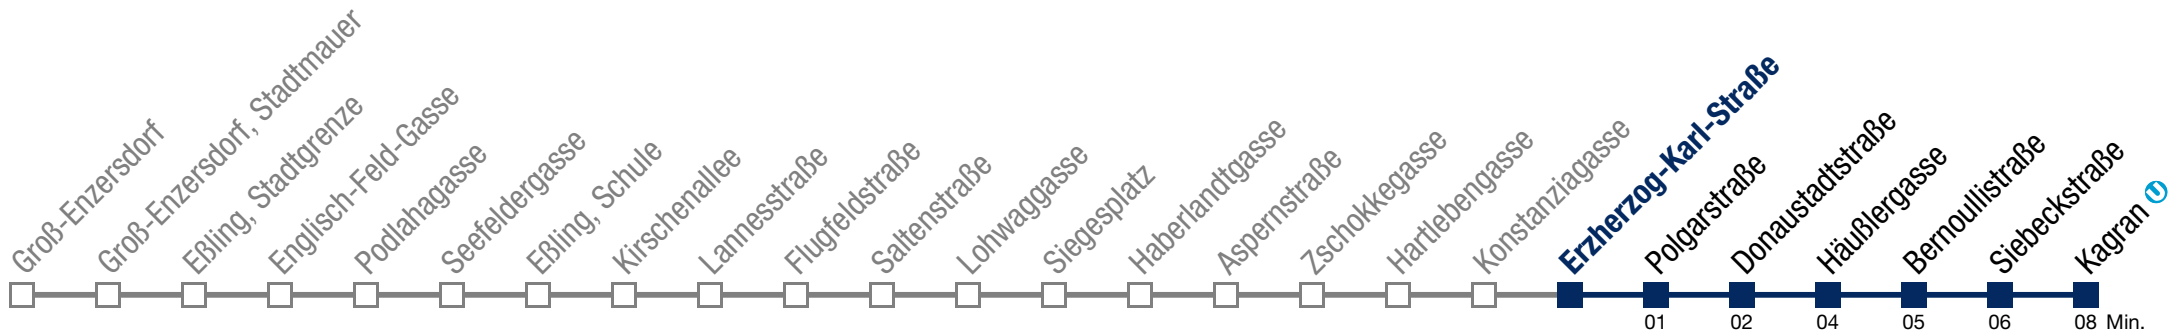 Groß-Enzersdorf
Groß-Enzersdorf, Stadtmauer
Eßling, Stadtgrenze
Englisch-Feld-Gasse
Podlahagasse
Seefeldergasse
Eßling, Schule
Kirschenallee
Lannesstraße
Flugfeldstraße
Saltenstraße
Lohwaggasse
Siegesplatz
Haberlandtgasse
Aspernstraße
Zschokkegasse
Hartlebengasse
Konstanziagasse
Erzherzog-Karl-Straße
Polgarstraße
Donaustadtstraße
Häußlergasse
Bernoullistraße
Siebeckstraße
Kagran U
01 02 04 05 06 08 Min.